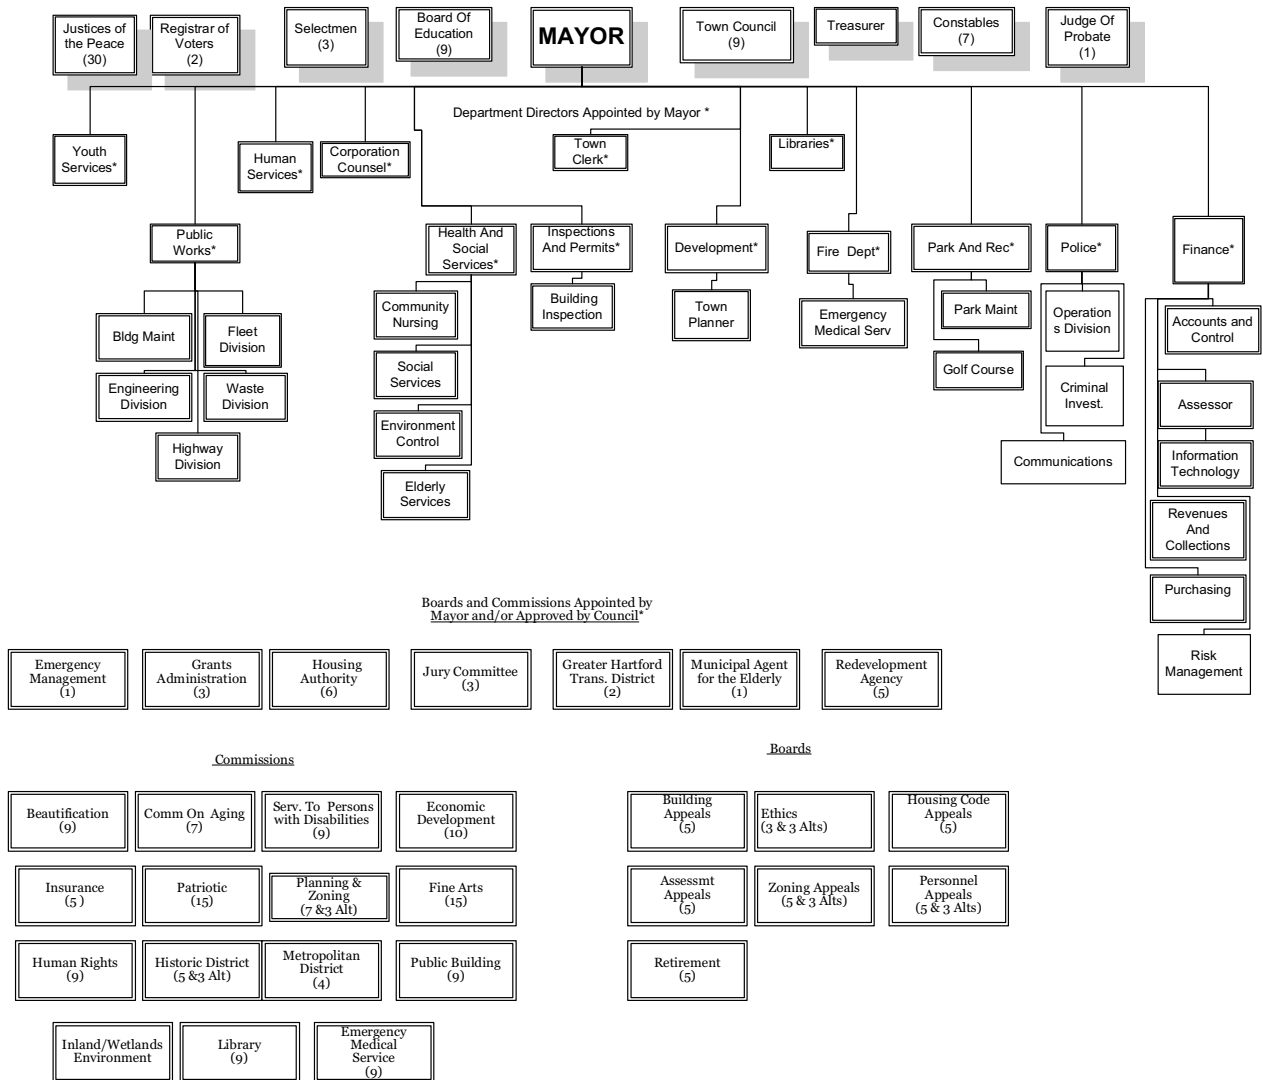 Justices of
the Peace
(30)
Registrar of
Voters
(2)
Selectmen
(3)
Board Of
Education
(9)
MAYOR
Town Council
(9)
Treasurer
Constables
(7)
Judge Of
Probate
(1)
Department Directors Appointed by Mayor *
Youth
Services*
Human
Services*
Corporation
Counsel*
Town
Clerk*
Libraries*
Public
Works*
Health And
Social
Services*
Inspections
And Permits*
Development*
Fire Dept*
Park And Rec*
Police*
Finance*
Bldg Maint
Fleet
Division
Engineering
Division
Waste
Division
Highway
Division
Community
Nursing
Social
Services
Environment
Control
Elderly
Services
Building
Inspection
Town
Planner
Emergency
Medical Serv
Park Maint
Golf Course
Operation
s Division
Criminal
Invest.
Communications
Accounts and
Control
Assessor
Information
Technology
Revenues
And
Collections
Purchasing
Risk
Management
Boards and Commissions Appointed by
Mayor and/or Approved by Council*
Emergency
Management
(1)
Grants
Administration
(3)
Housing
Authority
(6)
Jury Committee
(3)
Greater Hartford
Trans. District
(2)
Municipal Agent
for the Elderly
(1)
Redevelopment
Agency
(5)
Commissions
Beautification
(9)
Comm On Aging
(7)
Serv. To Persons
with Disabilities
(9)
Economic
Development
(10)
Insurance
(5 )
Patriotic
(15)
Planning &
Zoning
(7 &3 Alt)
Fine Arts
(15)
Human Rights
(9)
Historic District
(5 &3 Alt)
Metropolitan
District
(4)
Public Building
(9)
Inland/Wetlands
Environment
Library
(9)
Emergency
Medical
Service
(9)
Boards
Building
Appeals
(5)
Ethics
(3 & 3 Alts)
Housing Code
Appeals
(5)
Assessmt
Appeals
(5)
Zoning Appeals
(5 & 3 Alts)
Personnel
Appeals
(5 & 3 Alts)
Retirement
(5)